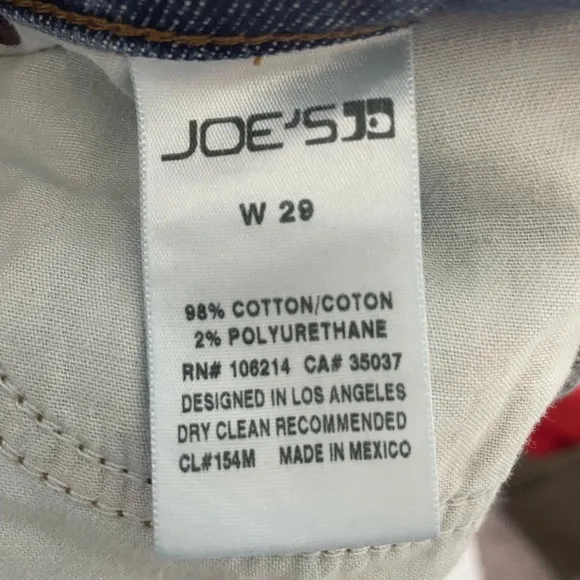 JOE'S
W 29
98% COTTON/COTON
2% POLYURETHANE
RN# 106214 CA# 35037
DESIGNED IN LOS ANGELES
DRY CLEAN RECOMMENDED
CL#154M MADE IN MEXICO